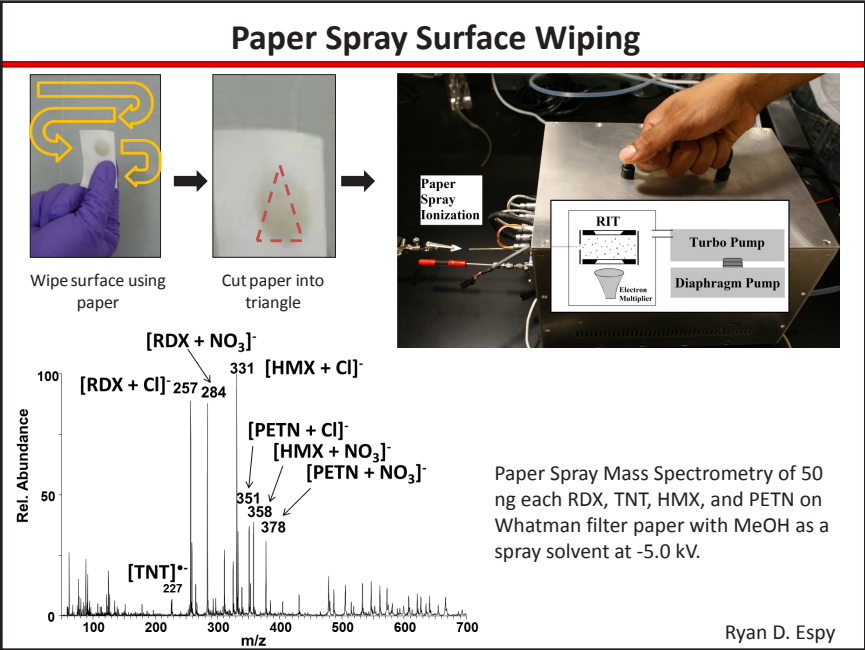 Paper Spray Surface Wiping
Wipe surface using
paper
Cut paper into
triangle
Paper
Spray
Ionization
RIT
Electron
Multiplier
Turbo Pump
Diaphragm Pump
[RDX + NO₃]⁻
[RDX + Cl]⁻ 257 284
331 [HMX + Cl]⁻
[PETN + Cl]⁻
[HMX + NO₃]⁻
[PETN + NO₃]⁻
351
358
378
[TNT]•⁻
227
Rel. Abundance
100
50
0
100 200 300 400 500 600 700
m/z
Paper Spray Mass Spectrometry of 50
ng each RDX, TNT, HMX, and PETN on
Whatman filter paper with MeOH as a
spray solvent at -5.0 kV.
Ryan D. Espy